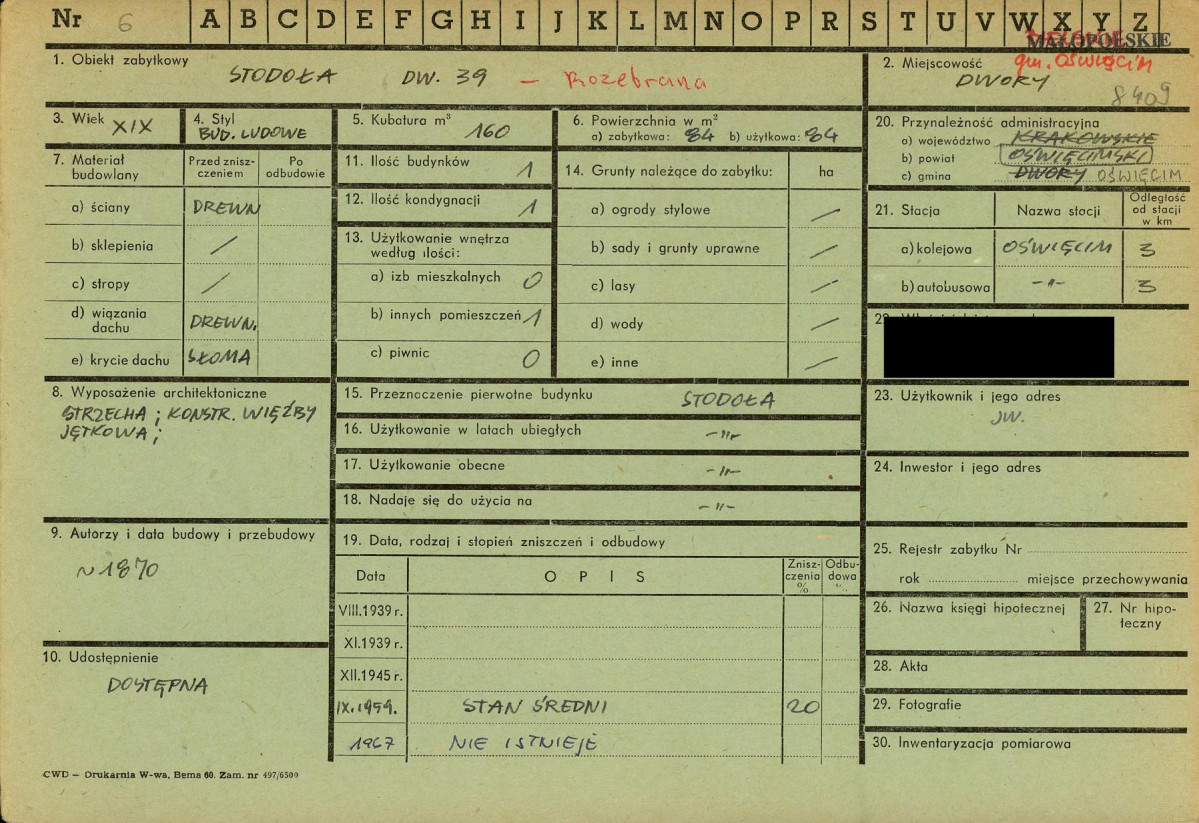 Nr 6 A B C D E F G H I J K L M N O P R S T U V W X Y Z
MAŁOPOLSKIE
1. Obiekt zabytkowy
STODOŁA DW. 39 — Rozebrana
2. Miejscowość
gm. OŚWIĘCIM
DWORY
8409
3. Wiek XIX
4. Styl
BUD. LUDOWE
5. Kubatura m³
160
6. Powierzchnia w m²
a) zabytkowa: 84 b) użytkowa: 84
20. Przynależność administracyjna
a) województwo KRAKOWSKIE
b) powiat OŚWIĘCIMSKI
c) gmina DWORY OŚWIĘCIM
7. Materiał budowlany
Przed zniszczeniem
Po odbudowie
a) ściany DREWN
b) sklepienia /
c) stropy /
d) wiązania dachu DREWN.
e) krycie dachu SŁOMA
11. Ilość budynków 1
12. Ilość kondygnacji 1
13. Użytkowanie wnętrza
według ilości:
a) izb mieszkalnych 0
b) innych pomieszczeń 1
c) piwnic 0
14. Grunty należące do zabytku: ha
a) ogrody stylowe /
b) sady i grunty uprawne /
c) lasy /
d) wody /
e) inne /
21. Stacja
Nazwa stacji
Odległość
od stacji
w km
a) kolejowa OŚWIĘCIM 3
b) autobusowa -"- 3
8. Wyposażenie architektoniczne
STRZECHA ; KONSTR. WIĘŹBY
JĘTKOWA ;
15. Przeznaczenie pierwotne budynku STODOŁA
16. Użytkowanie w latach ubiegłych -"-
17. Użytkowanie obecne -"-
18. Nadaje się do użycia na -"-
23. Użytkownik i jego adres
JW.
24. Inwestor i jego adres
9. Autorzy i data budowy i przebudowy
~ 1870
19. Data, rodzaj i stopień zniszczeń i odbudowy
Data
OPIS
Zniszczenia
%
Odbudowa
%
VIII.1939 r.
XI.1939 r.
XII.1945 r.
IX.1959. STAN ŚREDNI 20
1967 NIE ISTNIEJE
25. Rejestr zabytku Nr
rok miejsce przechowywania
26. Nazwa księgi hipotecznej
27. Nr hipoteczny
10. Udostępnienie
DOSTĘPNA
28. Akta
29. Fotografie
30. Inwentaryzacja pomiarowa
CWD — Drukarnia W-wa, Bema 60. Zam. nr 497/6500